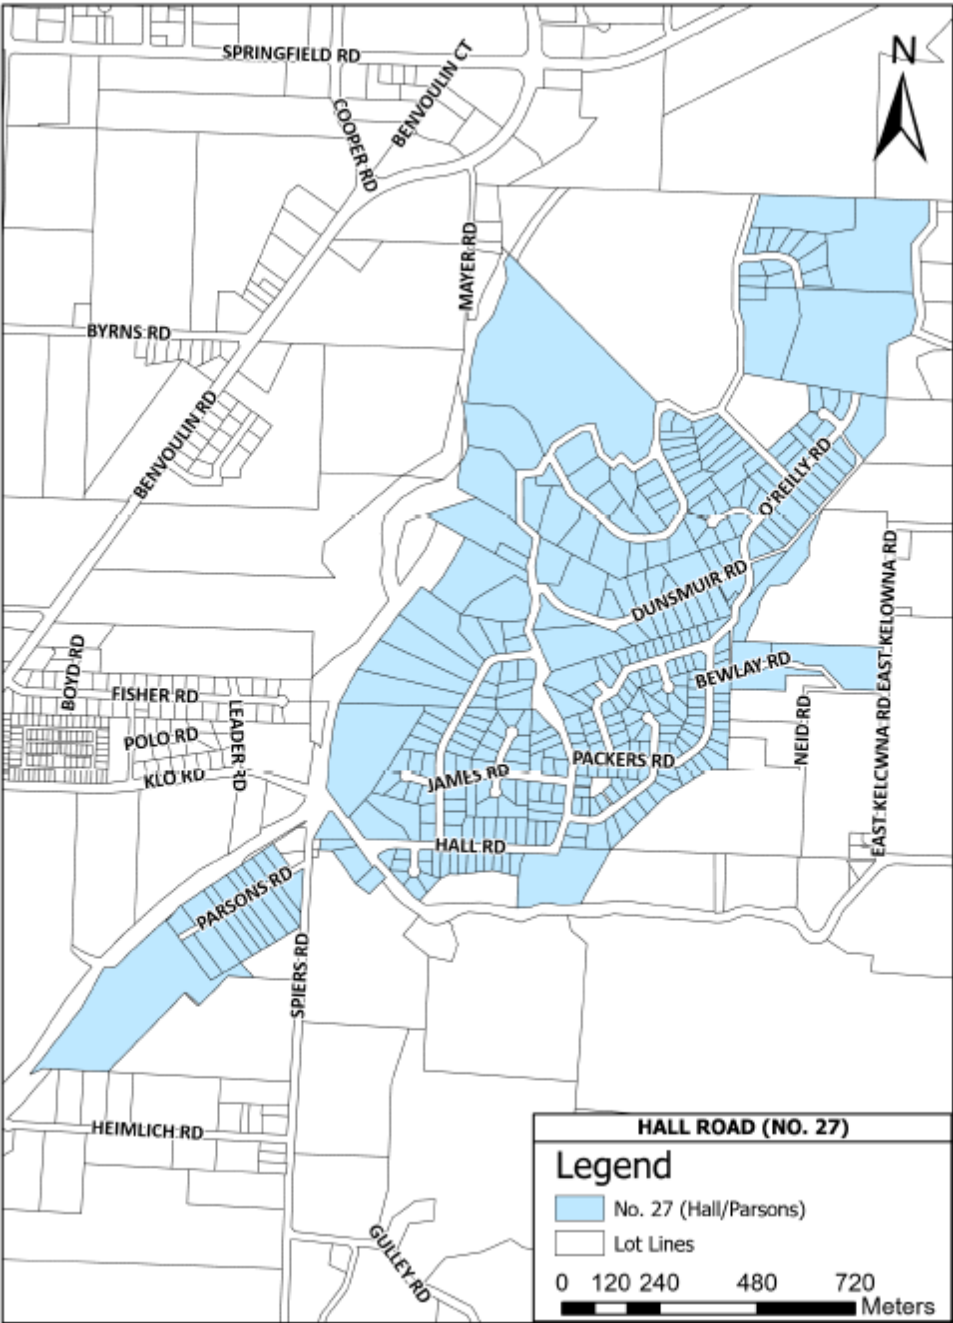 SPRINGFIELD RD
BENVOULIN CT
COOPER RD
N
MAYER RD
BYRNS RD
BENVOULIN RD
O'REILLY RD
DUNSMUIR RD
EAST KELCWNA RD EAST KELOWNA RD
BEWLAY RD
NEID RD
BOYD RD
FISHER RD
LEADER RD
POLO RD
KLO RD
PACKERS RD
JAMES RD
HALL RD
PARSONS RD
SPIERS RD
HEIMLICH RD
GULLEY RD
HALL ROAD (NO. 27)
Legend
No. 27 (Hall/Parsons)
Lot Lines
0 120 240 480 720
Meters